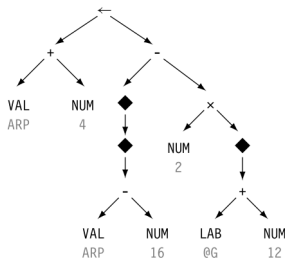 ←
+ -
VAL NUM ◆ ×
ARP 4
◆ NUM ◆
2
- +
VAL NUM LAB NUM
ARP 16 @G 12